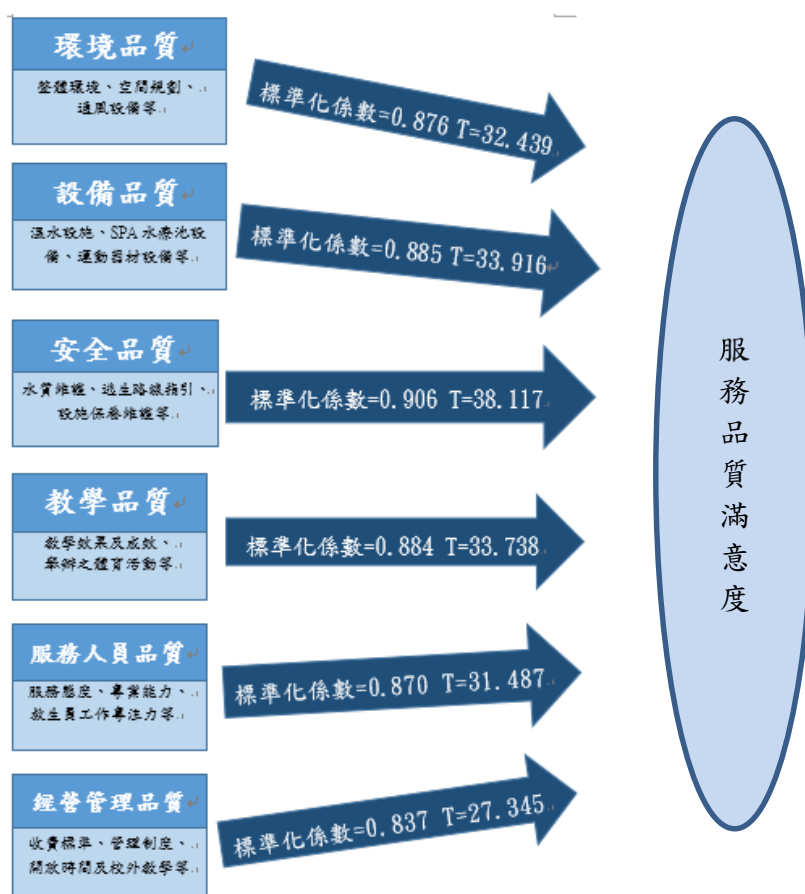 環境品質
整體環境、空間規劃、
通風設備等
標準化係數=0.876 T=32.439
設備品質
溫水設施、SPA 水療池設
備、運動器材設備等
標準化係數=0.885 T=33.916
安全品質
水質維護、逃生路線指引、
設施保養維護等
標準化係數=0.906 T=38.117
教學品質
教學效果及成效、
舉辦之體育活動等
標準化係數=0.884 T=33.738
服務人員品質
服務態度、專業能力、
救生員工作專注力等
標準化係數=0.870 T=31.487
經營管理品質
收費標準、管理制度、
開放時間及校外教學等
標準化係數=0.837 T=27.345
服務品質滿意度